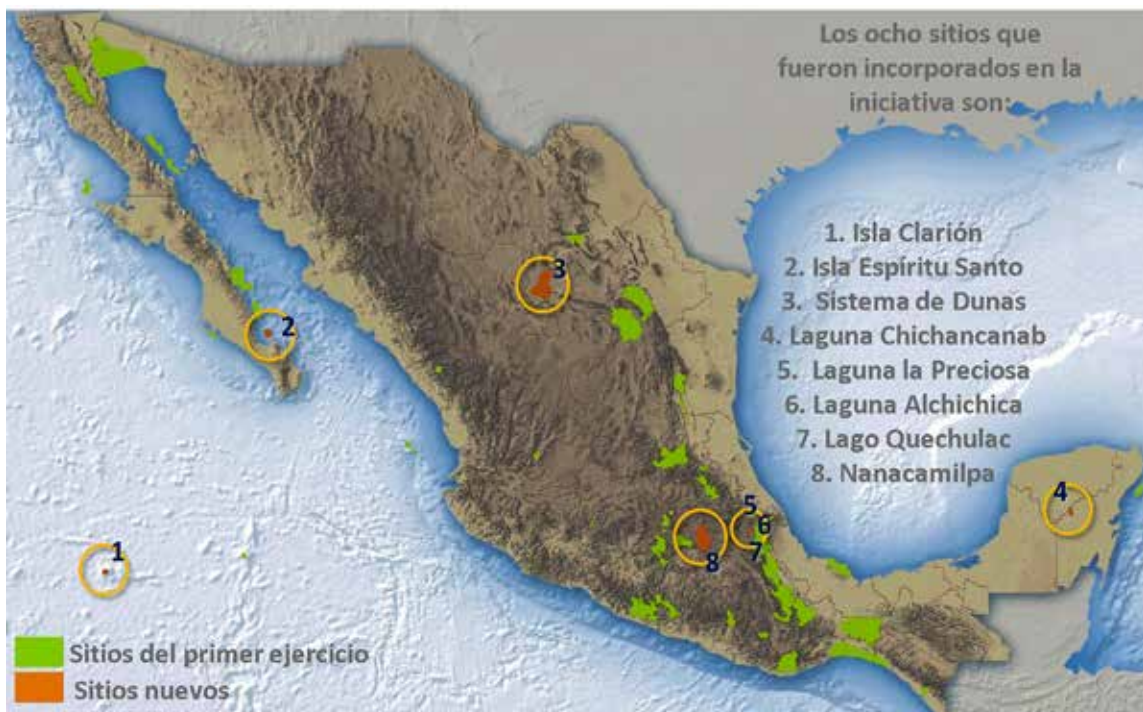 Los ocho sitios que
fueron incorporados en la
iniciativa son:
1. Isla Clarión
2. Isla Espíritu Santo
3. Sistema de Dunas
4. Laguna Chichancanab
5. Laguna la Preciosa
6. Laguna Alchichica
7. Lago Quechulac
8. Nanacamilpa
3
2
4
5
6
7
8
1
Sitios del primer ejercicio
Sitios nuevos